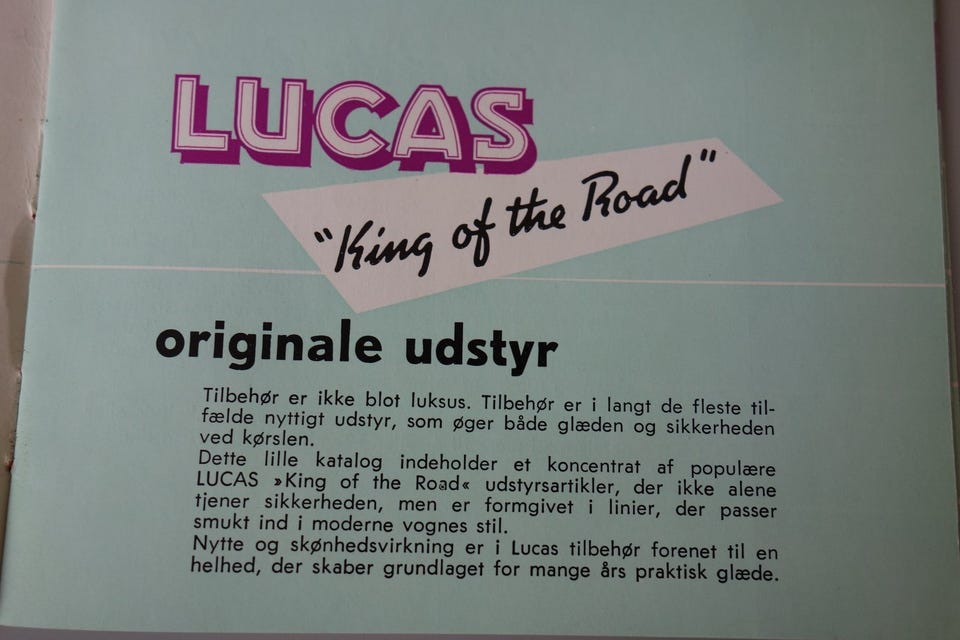 LUCAS
"King of the Road"
originale udstyr
Tilbehør er ikke blot luksus. Tilbehør er i langt de fleste til-
fælde nyttigt udstyr, som øger både glæden og sikkerheden
ved kørslen.
Dette lille katalog indeholder et koncentrat af populære
LUCAS »King of the Road« udstyrsartikler, der ikke alene
tjener sikkerheden, men er formgivet i linier, der passer
smukt ind i moderne vognes stil.
Nytte og skønhedsvirkning er i Lucas tilbehør forenet til en
helhed, der skaber grundlaget for mange års praktisk glæde.